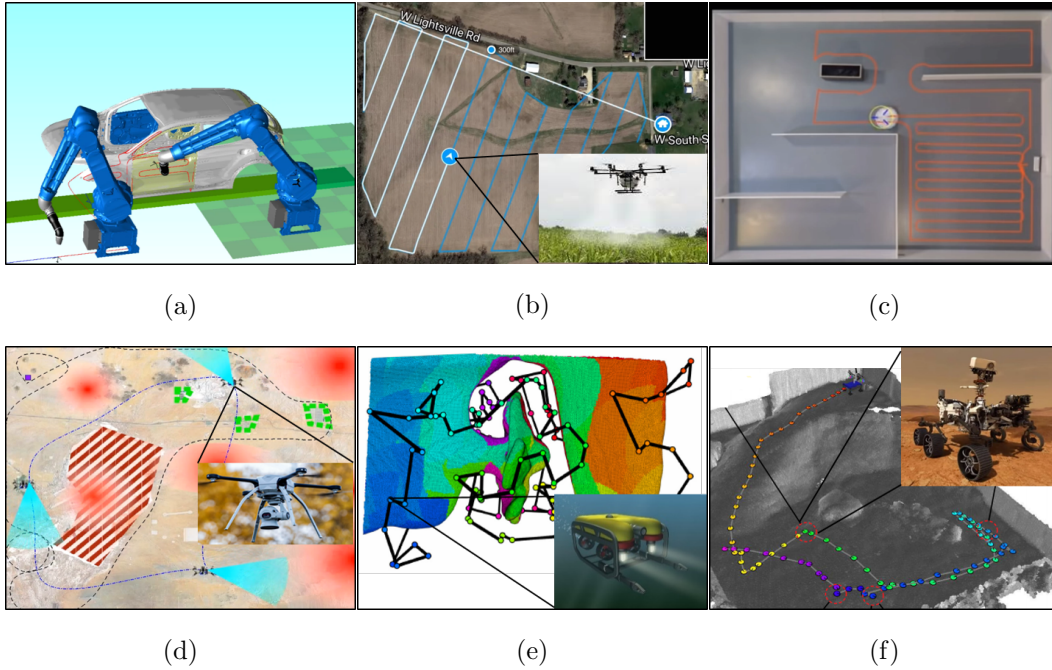 W Lightsville Rd
300ft
W Li
W South S
(a)
(b)
(c)
(d)
(e)
(f)